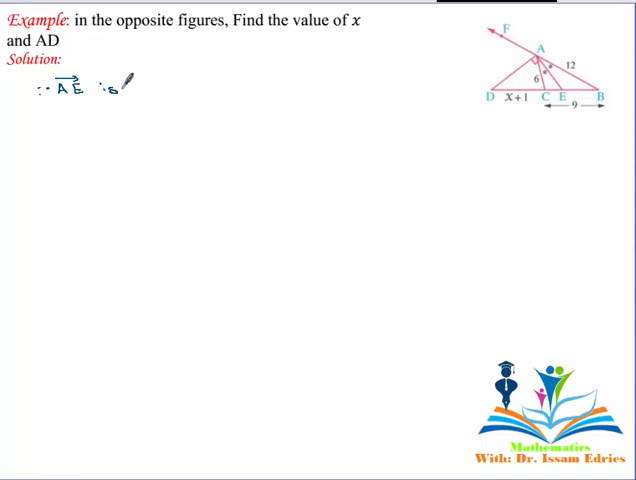 Example: in the opposite figures, Find the value of x
and AD
Solution:
∵ AE is
F
A
12
6
D x+1 C E B
9
Mathematics
With: Dr. Issam Edries